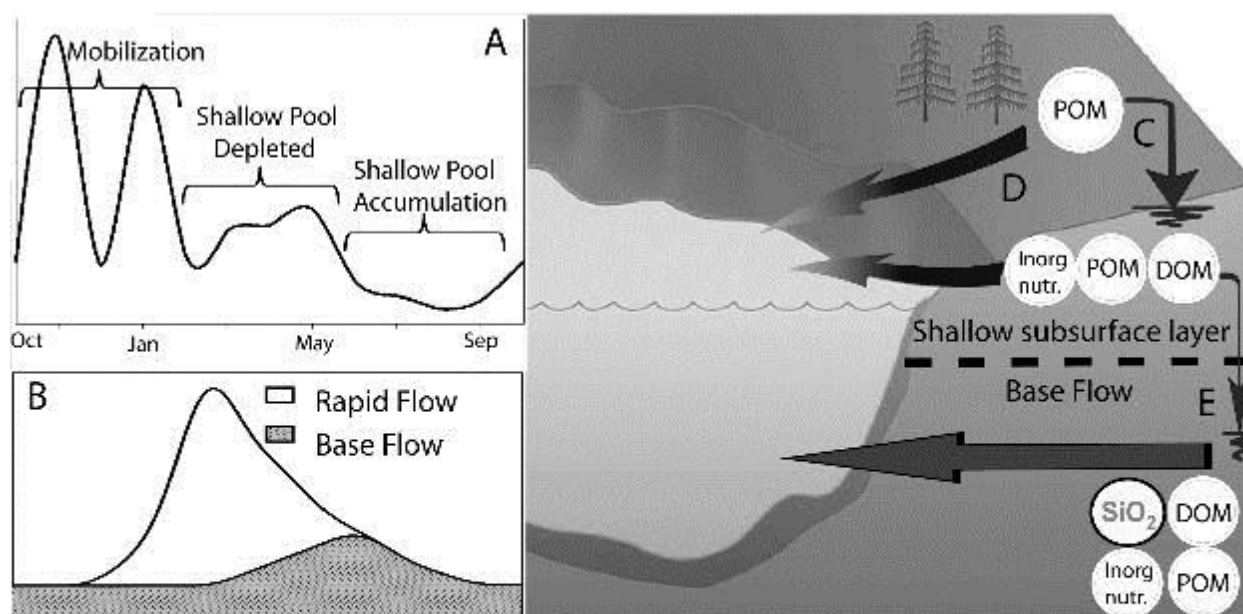 A
Mobilization
Shallow Pool
Depleted
Shallow Pool
Accumulation
Oct Jan May Sep
B
Rapid Flow
Base Flow
POM
C
D
Inorg
nutr.
POM
DOM
Shallow subsurface layer
Base Flow
E
SiO₂
DOM
Inorg
nutr.
POM